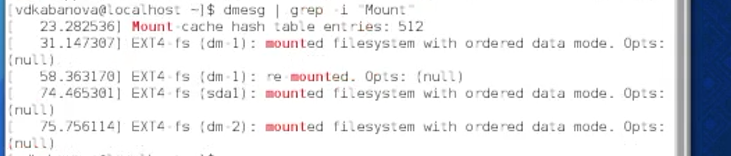 [vdkabanova@localhost ~]$ dmesg | grep -i "Mount"
[   23.282536] Mount-cache hash table entries: 512
[   31.147307] EXT4-fs (dm-1): mounted filesystem with ordered data mode. Opts:
(null)
[   58.363170] EXT4-fs (dm-1): re-mounted. Opts: (null)
[   74.465301] EXT4-fs (sda1): mounted filesystem with ordered data mode. Opts:
(null)
[   75.756114] EXT4-fs (dm-2): mounted filesystem with ordered data mode. Opts:
(null)